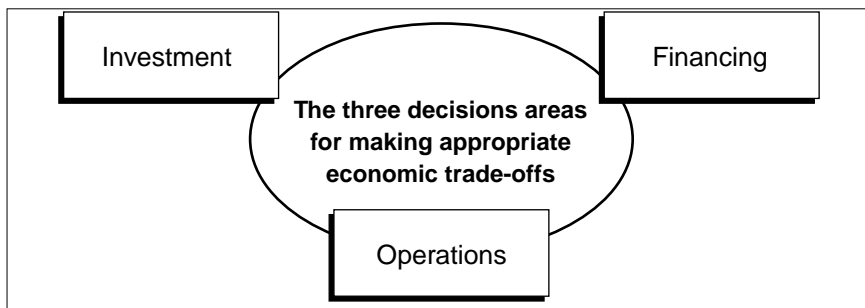 Investment
Financing
The three decisions areas
for making appropriate
economic trade-offs
Operations